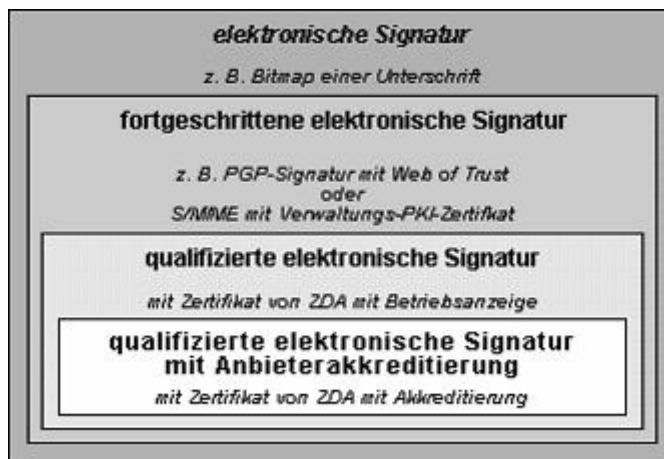 elektronische Signatur
z. B. Bitmap einer Unterschrift
fortgeschrittene elektronische Signatur
z. B. PGP-Signatur mit Web of Trust
oder
S/MIME mit Verwaltungs-PKI-Zertifkat
qualifizierte elektronische Signatur
mit Zertifikat von ZDA mit Betriebsanzeige
qualifizierte elektronische Signatur
mit Anbieterakkreditierung
mit Zertifikat von ZDA mit Akkreditierung